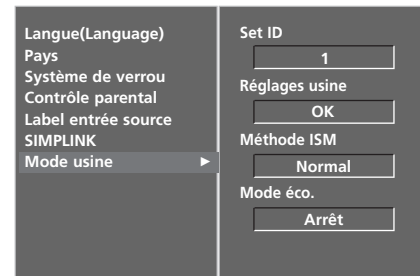 Langue(Language)
Pays
Système de verrou
Contrôle parental
Label entrée source
SIMPLINK
Mode usine ►
Set ID
1
Réglages usine
OK
Méthode ISM
Normal
Mode éco.
Arrêt